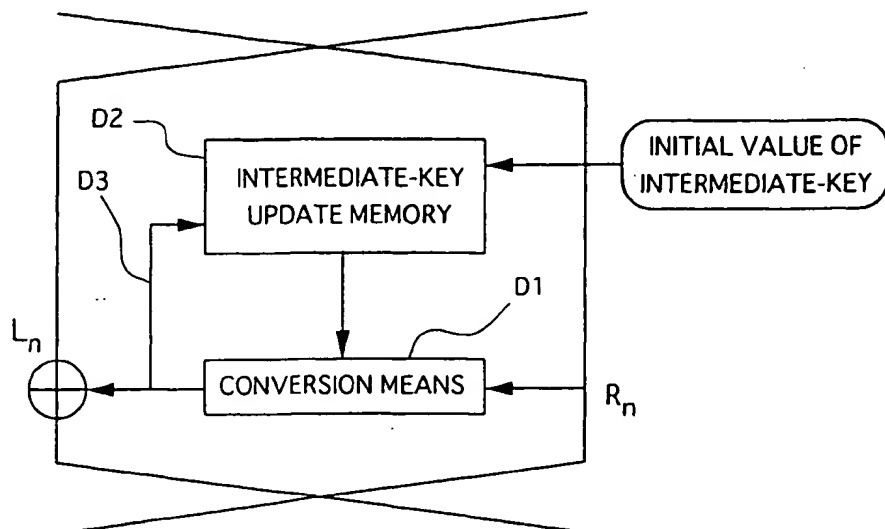 D2
INTERMEDIATE-KEY
UPDATE MEMORY
INITIAL VALUE OF
INTERMEDIATE-KEY
D3
D1
Ln
CONVERSION MEANS
Rn